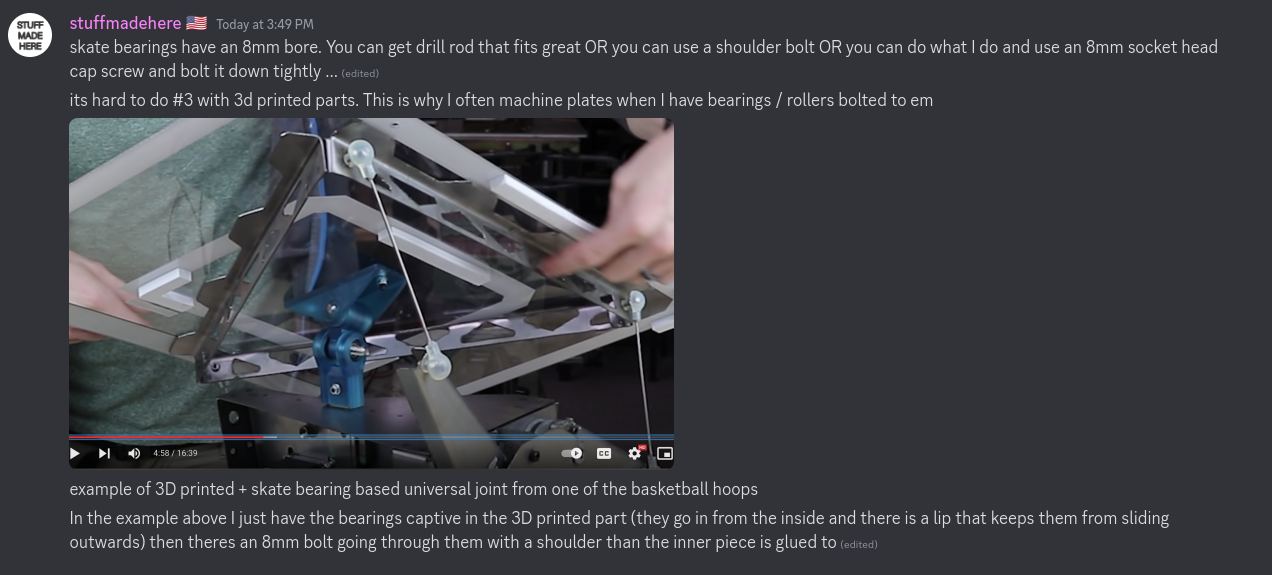 STUFF
MADE
HERE
stuffmadehere Today at 3:49 PM
skate bearings have an 8mm bore. You can get drill rod that fits great OR you can use a shoulder bolt OR you can do what I do and use an 8mm socket head
cap screw and bolt it down tightly ... (edited)
its hard to do #3 with 3d printed parts. This is why I often machine plates when I have bearings / rollers bolted to em
4:58 / 16:39
CC
HD
example of 3D printed + skate bearing based universal joint from one of the basketball hoops
In the example above I just have the bearings captive in the 3D printed part (they go in from the inside and there is a lip that keeps them from sliding
outwards) then theres an 8mm bolt going through them with a shoulder than the inner piece is glued to (edited)